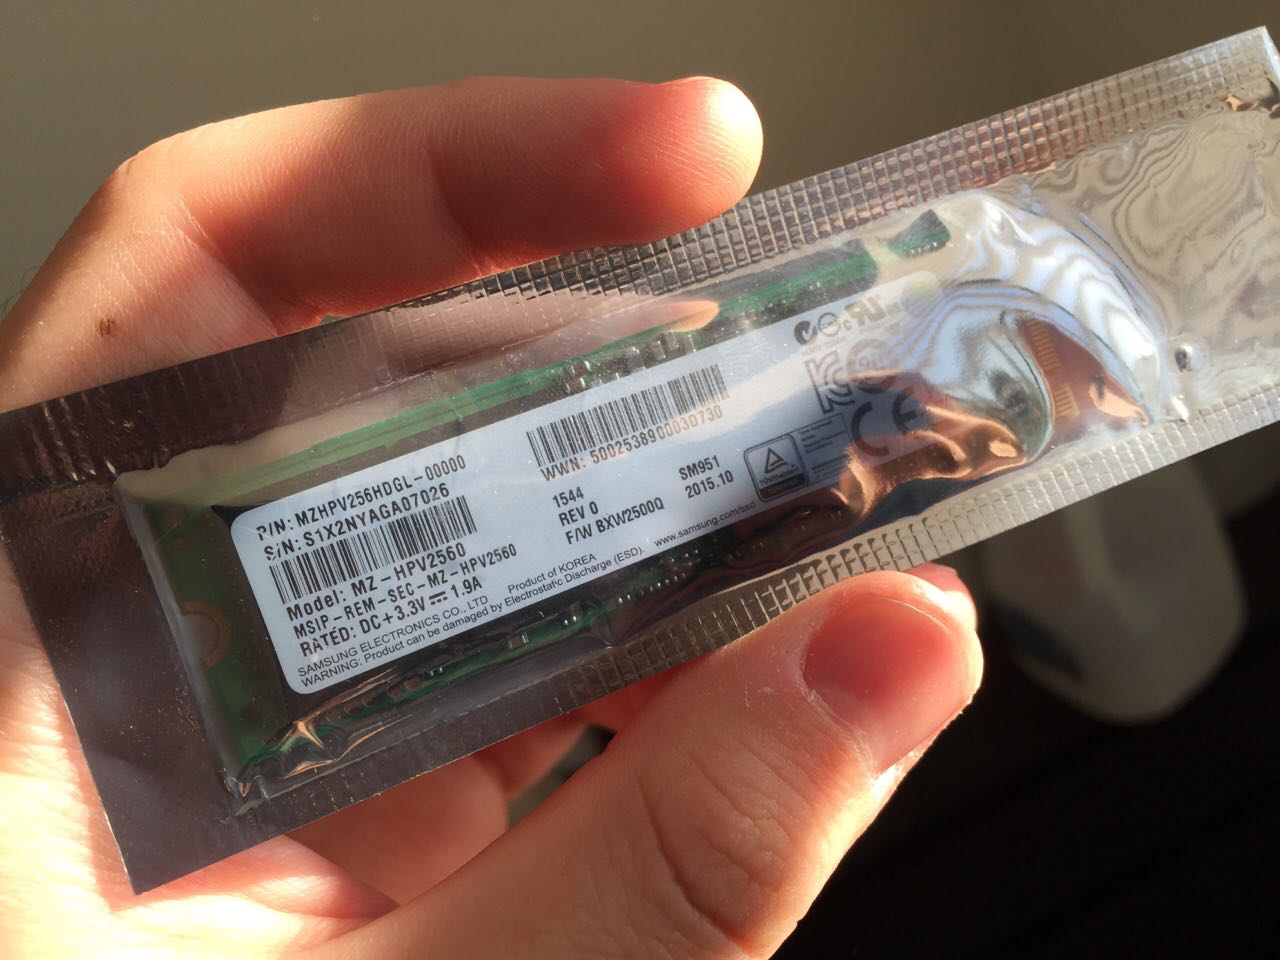 P/N: MZHPV256HDGL-00000
S/N: S1X2NYAGA07026
Model: MZ-HPV2560
MSIP-REM-SEC-MZ-HPV2560
RATED: DC+3.3V 1.9A
SAMSUNG ELECTRONICS CO., LTD Product of KOREA
WARNING: Product can be damaged by Electrostatic Discharge (ESD). www.samsung.com/ssd
WWN: 5002538900030730
1544
REV 0
F/W BXW2500Q
SM951
2015.10
CE